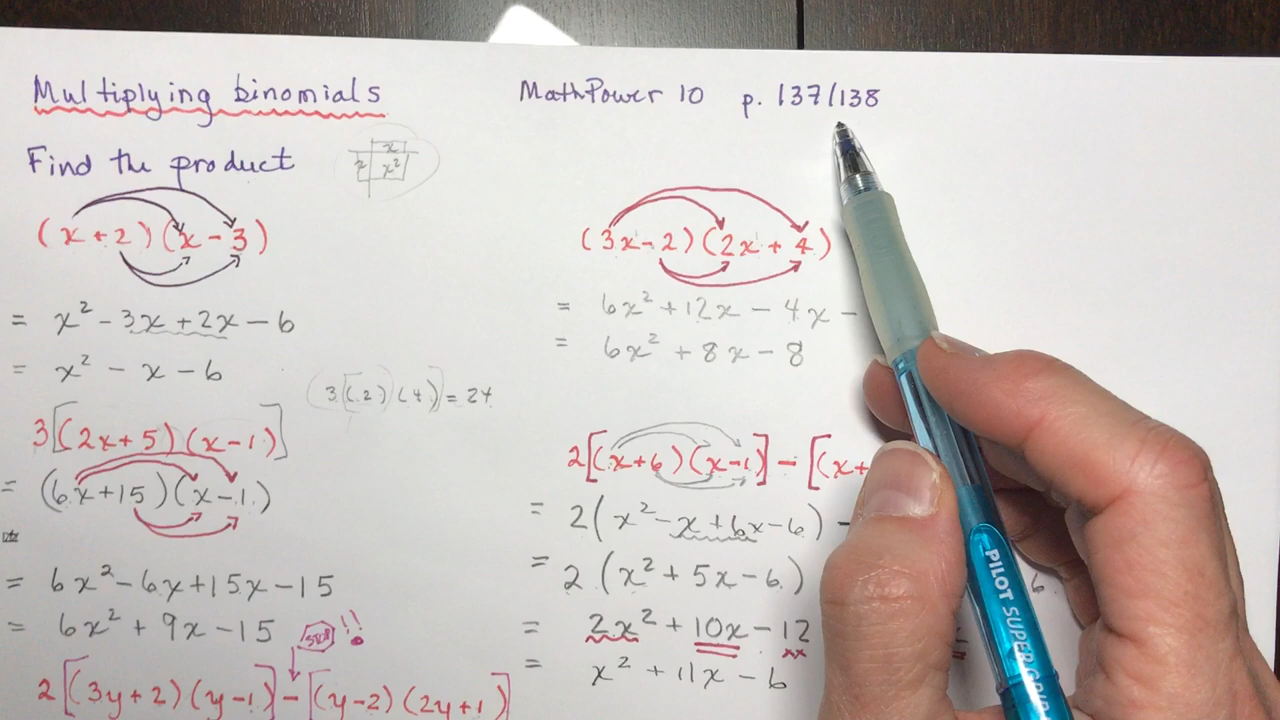 Multiplying binomials
Find the product
x
x x²
(x+2)(x-3)
= x² - 3x + 2x - 6
= x² - x - 6
3[(2)(4)] = 24
3[(2x+5)(x-1)]
= (6x+15)(x-1)
= 6x² - 6x + 15x - 15
= 6x² + 9x - 15
STOP!!
2[(3y+2)(y-1)] - [(y-2)(2y+1)]
MathPower 10 p. 137/138
(3x-2)(2x+4)
= 6x² + 12x - 4x -
= 6x² + 8x - 8
2[(x+6)(x-1)] - [(x+
= 2(x² - x + 6x - 6) -
= 2(x² + 5x - 6)
= 2x² + 10x - 12
= x² + 11x - 6
6
PILOT SUPER GRIP